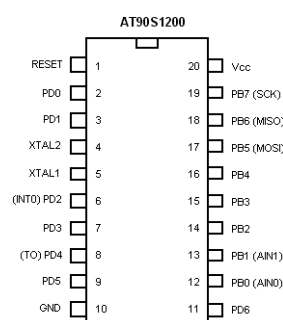 AT90S1200
RESET 1 20 Vcc
PD0 2 19 PB7 (SCK)
PD1 3 18 PB6 (MISO)
XTAL2 4 17 PB5 (MOSI)
XTAL1 5 16 PB4
(INT0) PD2 6 15 PB3
PD3 7 14 PB2
(TO) PD4 8 13 PB1 (AIN1)
PD5 9 12 PB0 (AIN0)
GND 10 11 PD6